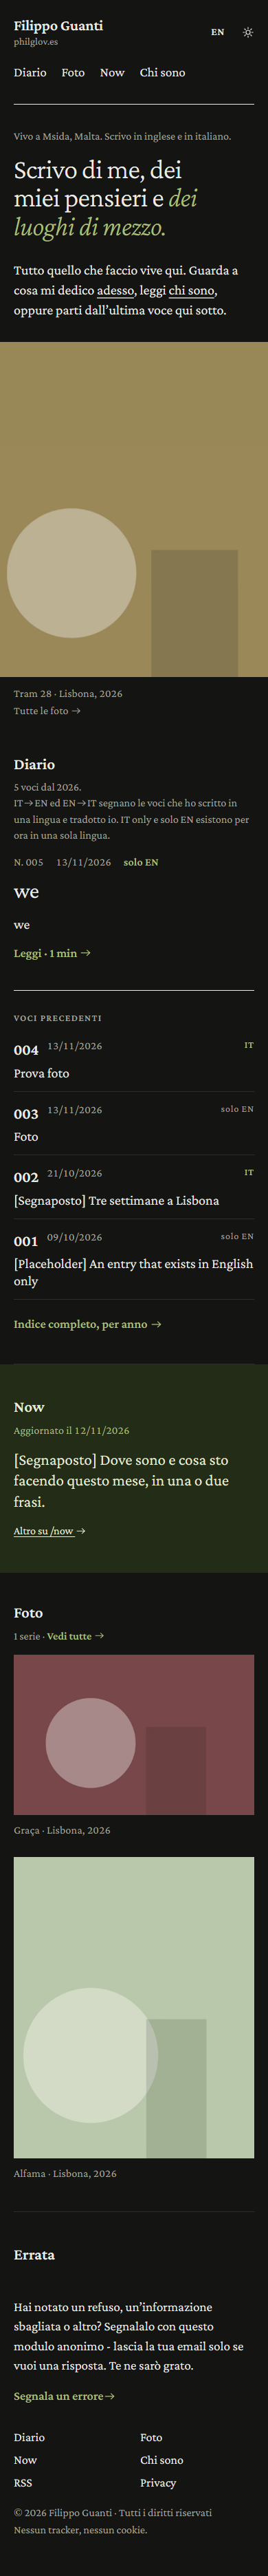 Filippo Guanti
philglov.es
EN
Diario Foto Now Chi sono
Vivo a Msida, Malta. Scrivo in inglese e in italiano.
Scrivo di me, dei
miei pensieri e dei
luoghi di mezzo.
Tutto quello che faccio vive qui. Guarda a
cosa mi dedico adesso, leggi chi sono,
oppure parti dall’ultima voce qui sotto.
Tram 28 · Lisbona, 2026
Tutte le foto →
Diario
5 voci dal 2026.
IT→EN ed EN→IT segnano le voci che ho scritto in
una lingua e tradotto io. IT only e solo EN esistono per
ora in una sola lingua.
N. 005 13/11/2026 solo EN
we
we
Leggi · 1 min →
VOCI PRECEDENTI
004 13/11/2026 IT
Prova foto
003 13/11/2026 solo EN
Foto
002 21/10/2026 IT
[Segnaposto] Tre settimane a Lisbona
001 09/10/2026 solo EN
[Placeholder] An entry that exists in English
only
Indice completo, per anno →
Now
Aggiornato il 12/11/2026
[Segnaposto] Dove sono e cosa sto
facendo questo mese, in una o due
frasi.
Altro su /now →
Foto
1 serie · Vedi tutte →
Graça · Lisbona, 2026
Alfama · Lisbona, 2026
Errata
Hai notato un refuso, un’informazione
sbagliata o altro? Segnalalo con questo
modulo anonimo - lascia la tua email solo se
vuoi una risposta. Te ne sarò grato.
Segnala un errore→
Diario Foto
Now Chi sono
RSS Privacy
© 2026 Filippo Guanti · Tutti i diritti riservati
Nessun tracker, nessun cookie.